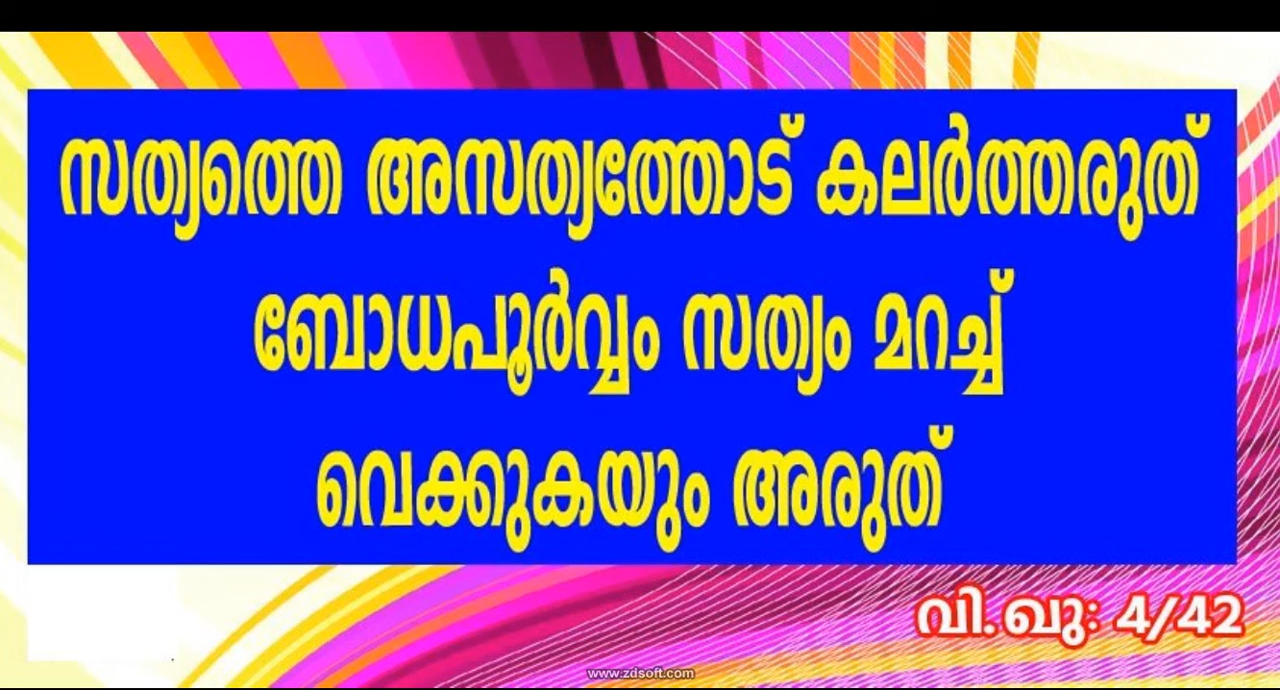 സത്യത്തെ അസത്യത്തോട് കലർത്തരുത്
ബോധപൂർവ്വം സത്യം മറച്ച്
വെക്കുകയും അരുത്
വി.ഖു: 4/42
www.zdsoft.com